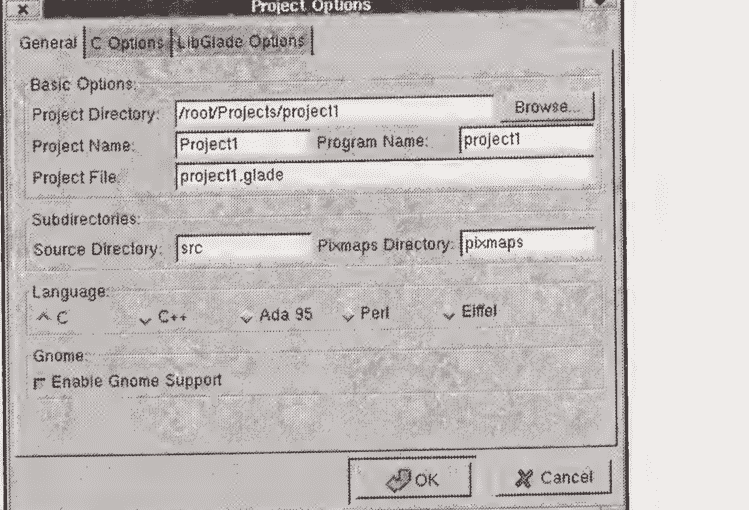 Project Options
General C Options LibGlade Options
Basic Options:
Project Directory: /root/Projects/project1 Browse...
Project Name: Project1 Program Name: project1
Project File: project1.glade
Subdirectories:
Source Directory: src Pixmaps Directory: pixmaps
Language:
C C++ Ada 95 Perl Eiffel
Gnome:
Enable Gnome Support
OK Cancel